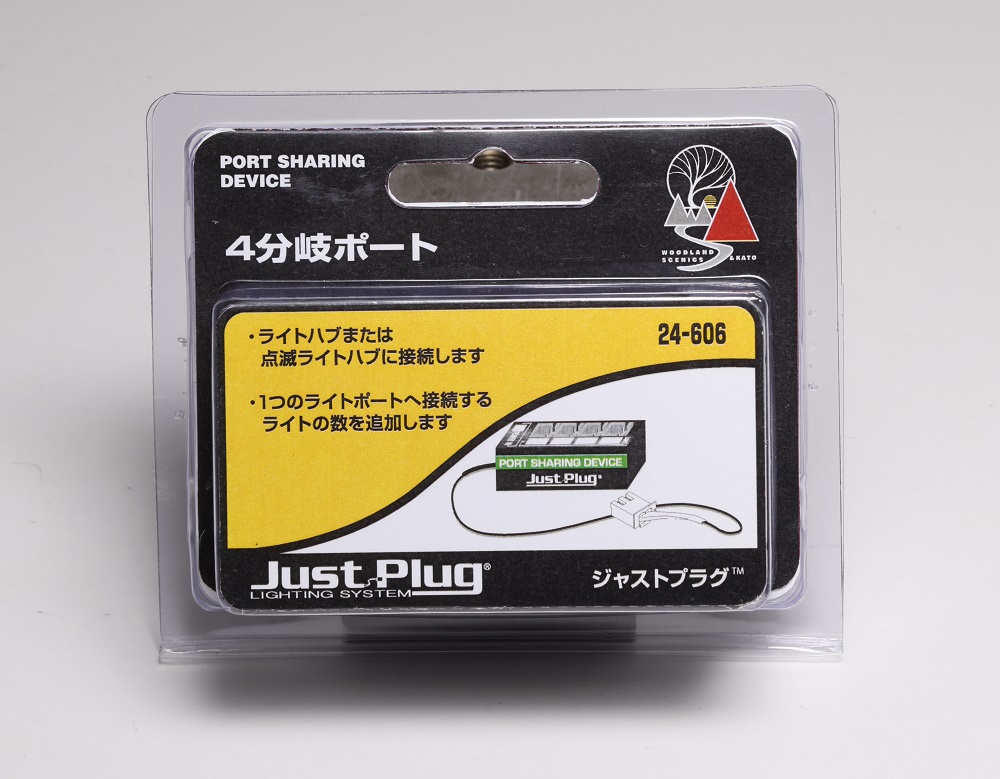 PORT SHARING
DEVICE
4分岐ポート
WOODLAND
SCENICS & KATO
・ライトハブまたは
点滅ライトハブに接続します
24-606
・1つのライトポートへ接続する
ライトの数を追加します
PORT SHARING DEVICE
Just Plug®
Just Plug®
LIGHTING SYSTEM
ジャストプラグ™